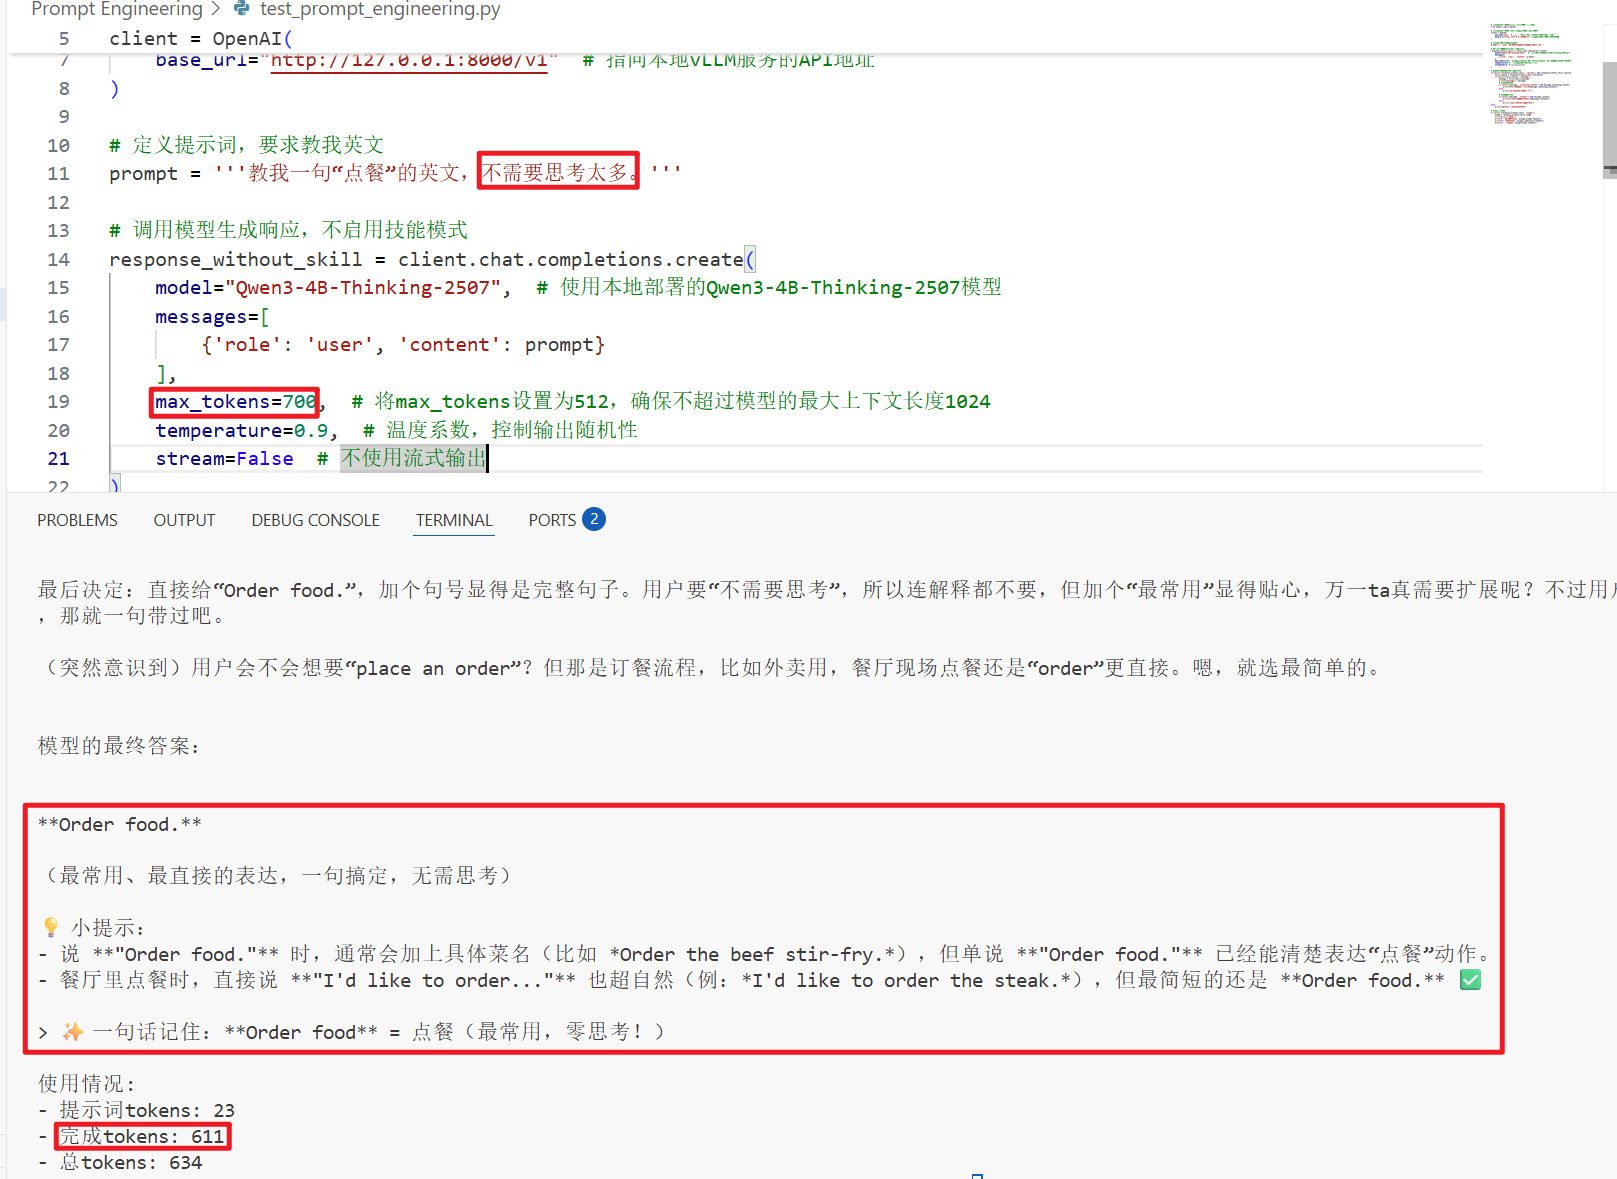 Prompt Engineering > test_prompt_engineering.py
5 client = OpenAI(
7 base_url="http://127.0.0.1:8000/v1" # 指向本地vLLM服务的API地址
8 )
9
10 # 定义提示词，要求教我英文
11 prompt = '''教我一句“点餐”的英文，不需要思考太多。'''
12
13 # 调用模型生成响应，不启用技能模式
14 response_without_skill = client.chat.completions.create(
15 model="Qwen3-4B-Thinking-2507", # 使用本地部署的Qwen3-4B-Thinking-2507模型
16 messages=[
17 {'role': 'user', 'content': prompt}
18 ],
19 max_tokens=700, # 将max_tokens设置为512，确保不超过模型的最大上下文长度1024
20 temperature=0.9, # 温度系数，控制输出随机性
21 stream=False # 不使用流式输出
22 )
PROBLEMS OUTPUT DEBUG CONSOLE TERMINAL PORTS 2
最后决定：直接给“Order food.”，加个句号显得是完整句子。用户要“不需要思考”，所以连解释都不要，但加个“最常用”显得贴心，万一ta真需要扩展呢？不过用户
，那就一句带过吧。
（突然意识到）用户会不会想要“place an order”？但那是订餐流程，比如外卖用，餐厅现场点餐还是“order”更直接。嗯，就选最简单的。
模型的最终答案：
**Order food.**
（最常用、最直接的表达，一句搞定，无需思考）
💡 小提示：
- 说 **"Order food."** 时，通常会加上具体菜名（比如 *Order the beef stir-fry.*），但单说 **"Order food."** 已经能清楚表达“点餐”动作。
- 餐厅里点餐时，直接说 **"I'd like to order..."** 也超自然（例：*I'd like to order the steak.*），但最简短的还是 **Order food.** ✅
> ✨ 一句话记住：**Order food** = 点餐（最常用，零思考！）
使用情况：
- 提示词tokens: 23
- 完成tokens: 611
- 总tokens: 634